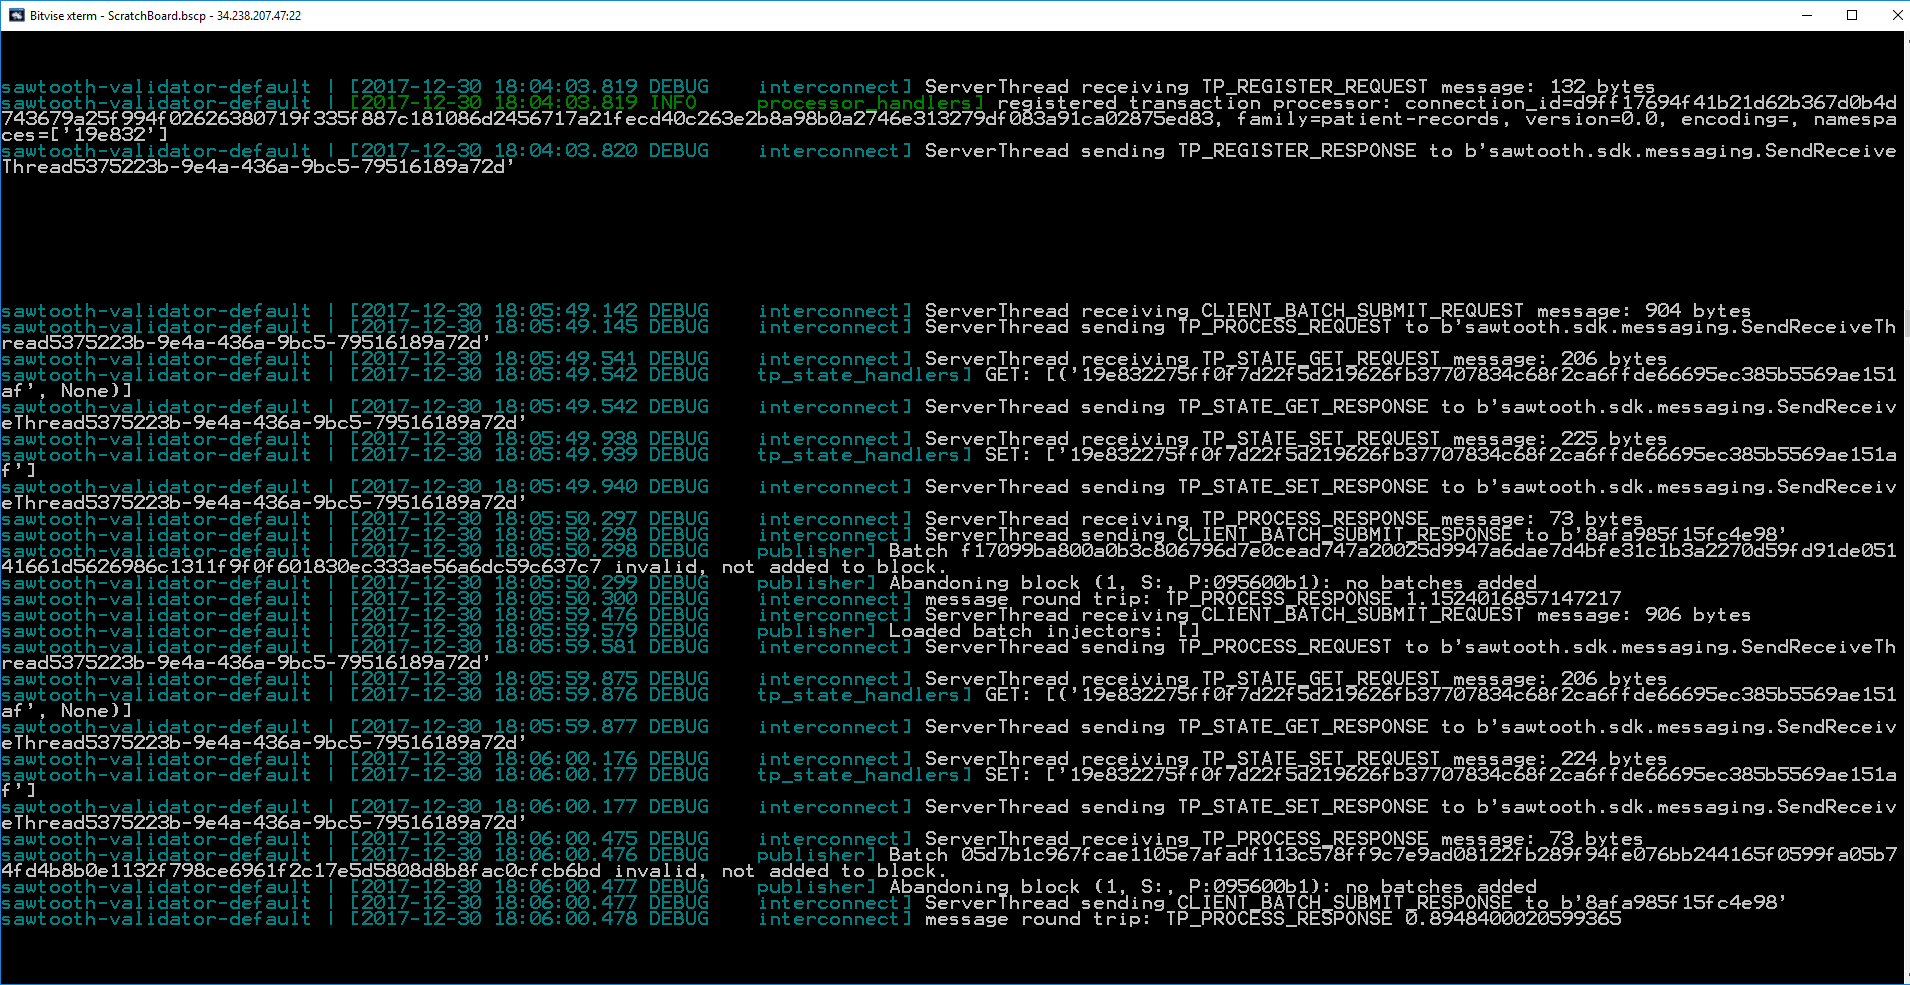 Bitvise xterm - ScratchBoard.bscp - 34.238.207.47:22
sawtooth-validator-default | [2017-12-30 18:04:03.819 DEBUG    interconnect] ServerThread receiving TP_REGISTER_REQUEST message: 132 bytes
sawtooth-validator-default | [2017-12-30 18:04:03.819 INFO     processor_handlers] registered transaction processor: connection_id=d9ff17694f41b21d62b367d0b4d
743679a25f994f02626380719f335f887c181086d2456717a21fecd40c263e2b8a98b0a2746e313279df083a91ca02875ed83, family=patient-records, version=0.0, encoding=, namespa
ces=['19e832']
sawtooth-validator-default | [2017-12-30 18:04:03.820 DEBUG    interconnect] ServerThread sending TP_REGISTER_RESPONSE to b'sawtooth.sdk.messaging.SendReceive
Thread5375223b-9e4a-436a-9bc5-79516189a72d'
sawtooth-validator-default | [2017-12-30 18:05:49.142 DEBUG    interconnect] ServerThread receiving CLIENT_BATCH_SUBMIT_REQUEST message: 904 bytes
sawtooth-validator-default | [2017-12-30 18:05:49.145 DEBUG    interconnect] ServerThread sending TP_PROCESS_REQUEST to b'sawtooth.sdk.messaging.SendReceiveTh
read5375223b-9e4a-436a-9bc5-79516189a72d'
sawtooth-validator-default | [2017-12-30 18:05:49.541 DEBUG    interconnect] ServerThread receiving TP_STATE_GET_REQUEST message: 206 bytes
sawtooth-validator-default | [2017-12-30 18:05:49.542 DEBUG    tp_state_handlers] GET: [('19e832275ff0f7d22f5d219626fb37707834c68f2ca6ffde66695ec385b5569ae151
af', None)]
sawtooth-validator-default | [2017-12-30 18:05:49.542 DEBUG    interconnect] ServerThread sending TP_STATE_GET_RESPONSE to b'sawtooth.sdk.messaging.SendReceiv
eThread5375223b-9e4a-436a-9bc5-79516189a72d'
sawtooth-validator-default | [2017-12-30 18:05:49.938 DEBUG    interconnect] ServerThread receiving TP_STATE_SET_REQUEST message: 225 bytes
sawtooth-validator-default | [2017-12-30 18:05:49.939 DEBUG    tp_state_handlers] SET: ['19e832275ff0f7d22f5d219626fb37707834c68f2ca6ffde66695ec385b5569ae151a
f']
sawtooth-validator-default | [2017-12-30 18:05:49.940 DEBUG    interconnect] ServerThread sending TP_STATE_SET_RESPONSE to b'sawtooth.sdk.messaging.SendReceiv
eThread5375223b-9e4a-436a-9bc5-79516189a72d'
sawtooth-validator-default | [2017-12-30 18:05:50.297 DEBUG    interconnect] ServerThread receiving TP_PROCESS_RESPONSE message: 73 bytes
sawtooth-validator-default | [2017-12-30 18:05:50.298 DEBUG    interconnect] ServerThread sending CLIENT_BATCH_SUBMIT_RESPONSE to b'8afa985f15fc4e98'
sawtooth-validator-default | [2017-12-30 18:05:50.298 DEBUG    publisher] Batch f17099ba800a0b3c806796d7e0cead747a20025d9947a6dae7d4bfe31c1b3a2270d59fd91de051
41661d5626986c1311f9f0f601830ec333ae56a6dc59c637c7 invalid, not added to block.
sawtooth-validator-default | [2017-12-30 18:05:50.299 DEBUG    publisher] Abandoning block (1, S:, P:095600b1): no batches added
sawtooth-validator-default | [2017-12-30 18:05:50.300 DEBUG    interconnect] message round trip: TP_PROCESS_RESPONSE 1.1524016857147217
sawtooth-validator-default | [2017-12-30 18:05:59.476 DEBUG    interconnect] ServerThread receiving CLIENT_BATCH_SUBMIT_REQUEST message: 906 bytes
sawtooth-validator-default | [2017-12-30 18:05:59.579 DEBUG    publisher] Loaded batch injectors: []
sawtooth-validator-default | [2017-12-30 18:05:59.581 DEBUG    interconnect] ServerThread sending TP_PROCESS_REQUEST to b'sawtooth.sdk.messaging.SendReceiveTh
read5375223b-9e4a-436a-9bc5-79516189a72d'
sawtooth-validator-default | [2017-12-30 18:05:59.875 DEBUG    interconnect] ServerThread receiving TP_STATE_GET_REQUEST message: 206 bytes
sawtooth-validator-default | [2017-12-30 18:05:59.876 DEBUG    tp_state_handlers] GET: [('19e832275ff0f7d22f5d219626fb37707834c68f2ca6ffde66695ec385b5569ae151
af', None)]
sawtooth-validator-default | [2017-12-30 18:05:59.877 DEBUG    interconnect] ServerThread sending TP_STATE_GET_RESPONSE to b'sawtooth.sdk.messaging.SendReceiv
eThread5375223b-9e4a-436a-9bc5-79516189a72d'
sawtooth-validator-default | [2017-12-30 18:06:00.176 DEBUG    interconnect] ServerThread receiving TP_STATE_SET_REQUEST message: 224 bytes
sawtooth-validator-default | [2017-12-30 18:06:00.177 DEBUG    tp_state_handlers] SET: ['19e832275ff0f7d22f5d219626fb37707834c68f2ca6ffde66695ec385b5569ae151a
f']
sawtooth-validator-default | [2017-12-30 18:06:00.177 DEBUG    interconnect] ServerThread sending TP_STATE_SET_RESPONSE to b'sawtooth.sdk.messaging.SendReceiv
eThread5375223b-9e4a-436a-9bc5-79516189a72d'
sawtooth-validator-default | [2017-12-30 18:06:00.475 DEBUG    interconnect] ServerThread receiving TP_PROCESS_RESPONSE message: 73 bytes
sawtooth-validator-default | [2017-12-30 18:06:00.476 DEBUG    publisher] Batch 05d7b1c967fcae1105e7afadf113c578ff9c7e9ad08122fb289f94fe076bb244165f0599fa05b7
4fd4b8b0e1132f798ce6961f2c17e5d5808d8b8fac0cfcb6bd invalid, not added to block.
sawtooth-validator-default | [2017-12-30 18:06:00.477 DEBUG    publisher] Abandoning block (1, S:, P:095600b1): no batches added
sawtooth-validator-default | [2017-12-30 18:06:00.477 DEBUG    interconnect] ServerThread sending CLIENT_BATCH_SUBMIT_RESPONSE to b'8afa985f15fc4e98'
sawtooth-validator-default | [2017-12-30 18:06:00.478 DEBUG    interconnect] message round trip: TP_PROCESS_RESPONSE 0.8948400020599365